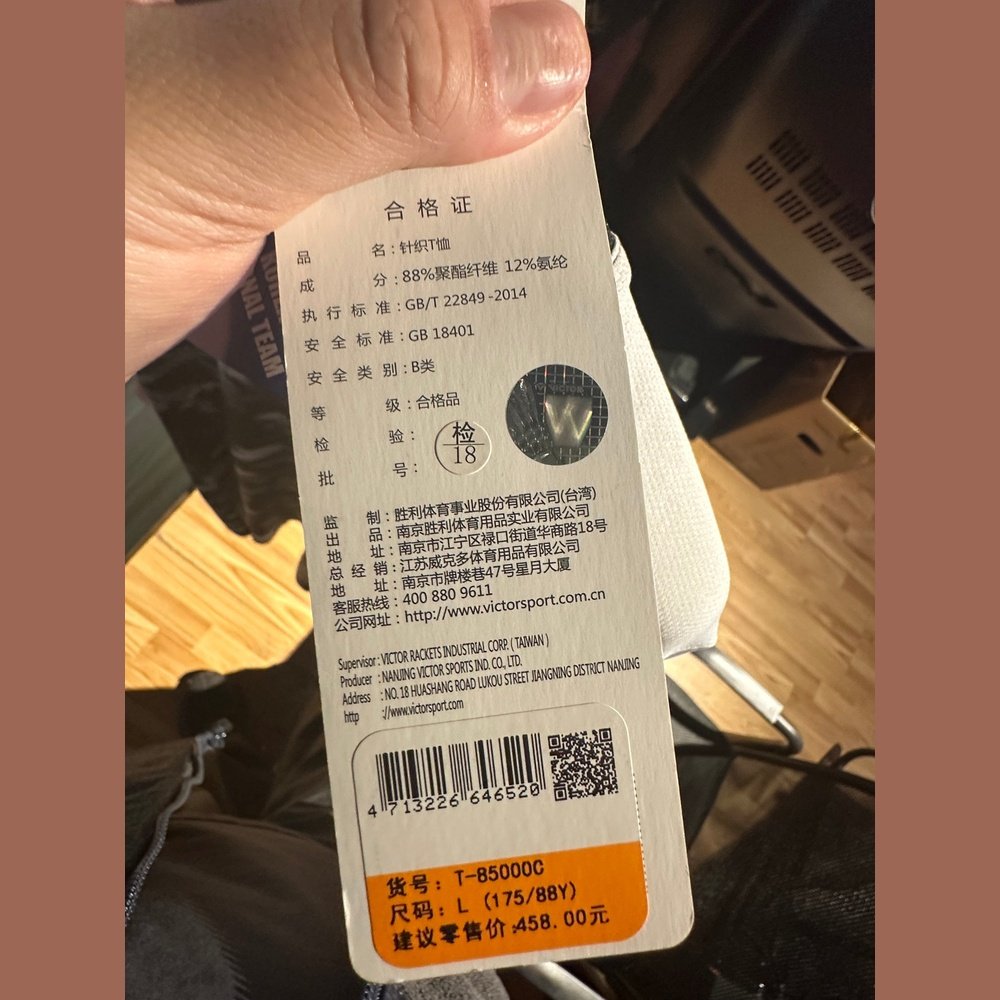 合格证
品名：针织T恤
成分：88%聚酯纤维 12%氨纶
执行标准：GB/T 22849-2014
安全标准：GB 18401
安全类别：B类
等级：合格品
检验：检18
批号：
监制：胜利体育事业股份有限公司(台湾)
出品：南京胜利体育用品实业有限公司
地址：南京市江宁区禄口街道华商路18号
总经销：江苏威克多体育用品有限公司
地址：南京市牌楼巷47号星月大厦
客服热线：400 880 9611
公司网址：http://www.victorsport.com.cn
Supervisor : VICTOR RACKETS INDUSTRIAL CORP. ( TAIWAN )
Producer : NANJING VICTOR SPORTS IND. CO., LTD.
Address : NO. 18 HUASHANG ROAD LUKOU STREET JIANGNING DISTRICT NANJING
http ://www.victorsport.com
4 713226 646520
货号：T-85000C
尺码：L (175/88Y)
建议零售价:458.00元
NAL TEAM